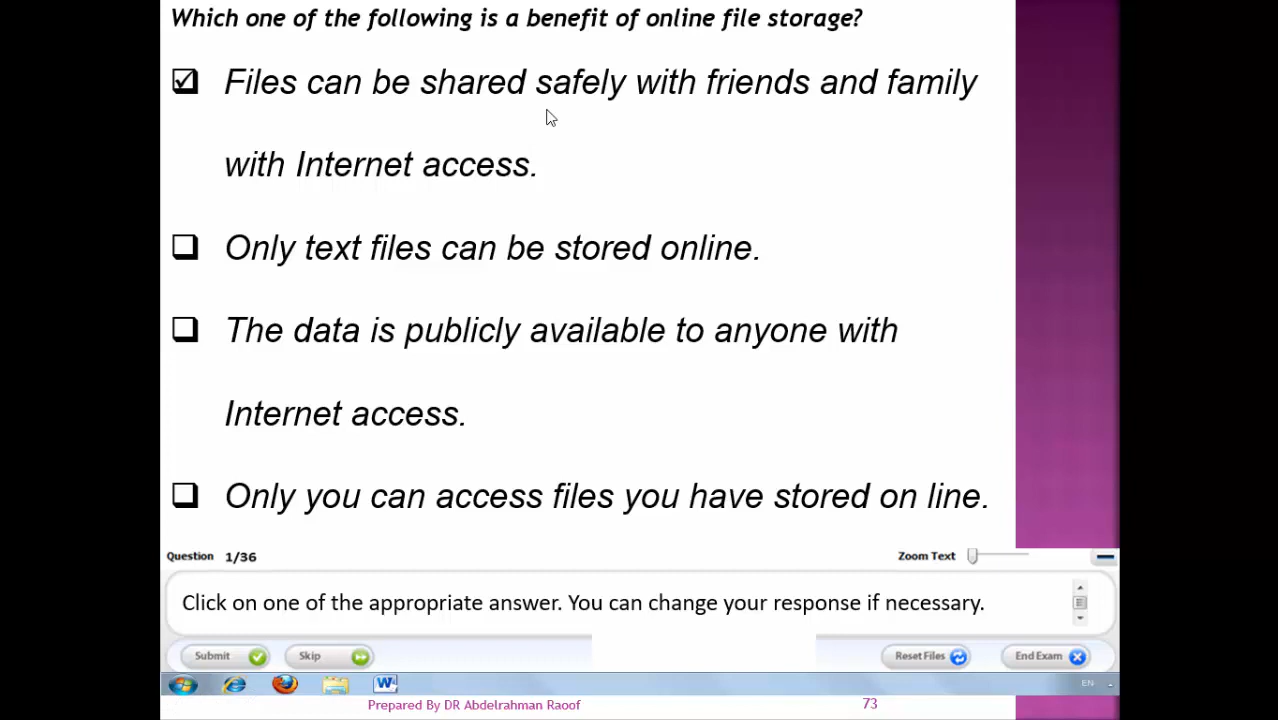 Which one of the following is a benefit of online file storage?
Files can be shared safely with friends and family
with Internet access.
Only text files can be stored online.
The data is publicly available to anyone with
Internet access.
Only you can access files you have stored on line.
Question 1/36
Zoom Text
Click on one of the appropriate answer. You can change your response if necessary.
Submit
Skip
Reset Files
End Exam
EN
Prepared By DR Abdelrahman Raoof
73